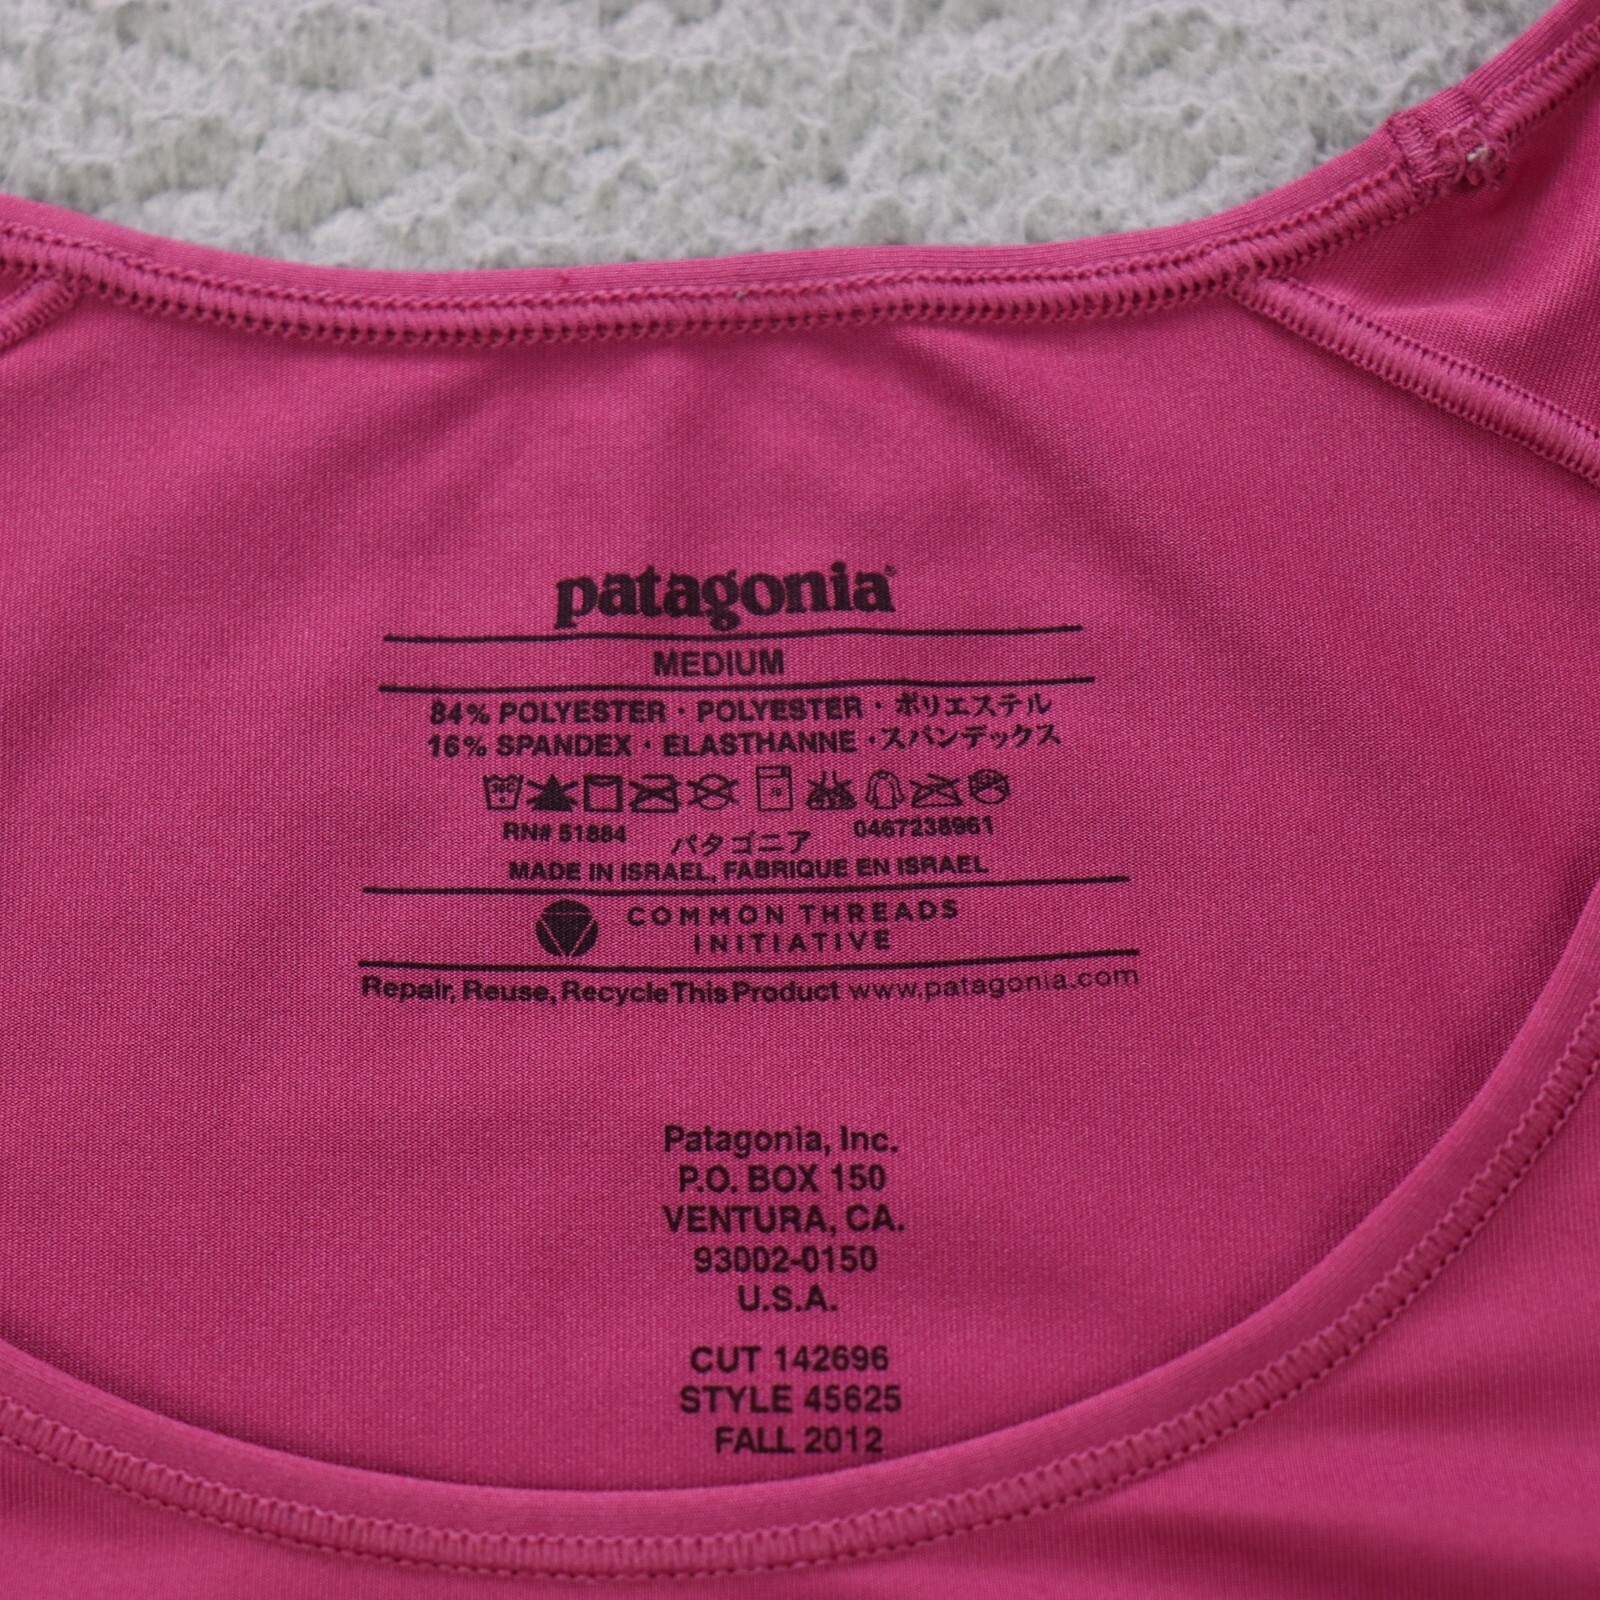 patagonia®
MEDIUM
84% POLYESTER · POLYESTER · ポリエステル
16% SPANDEX · ELASTHANNE · スパンデックス
30C
RN# 51884 パタゴニア 0467238961
MADE IN ISRAEL, FABRIQUE EN ISRAEL
COMMON THREADS
INITIATIVE
Repair, Reuse, Recycle This Product www.patagonia.com
Patagonia, Inc.
P.O. BOX 150
VENTURA, CA.
93002-0150
U.S.A.
CUT 142696
STYLE 45625
FALL 2012